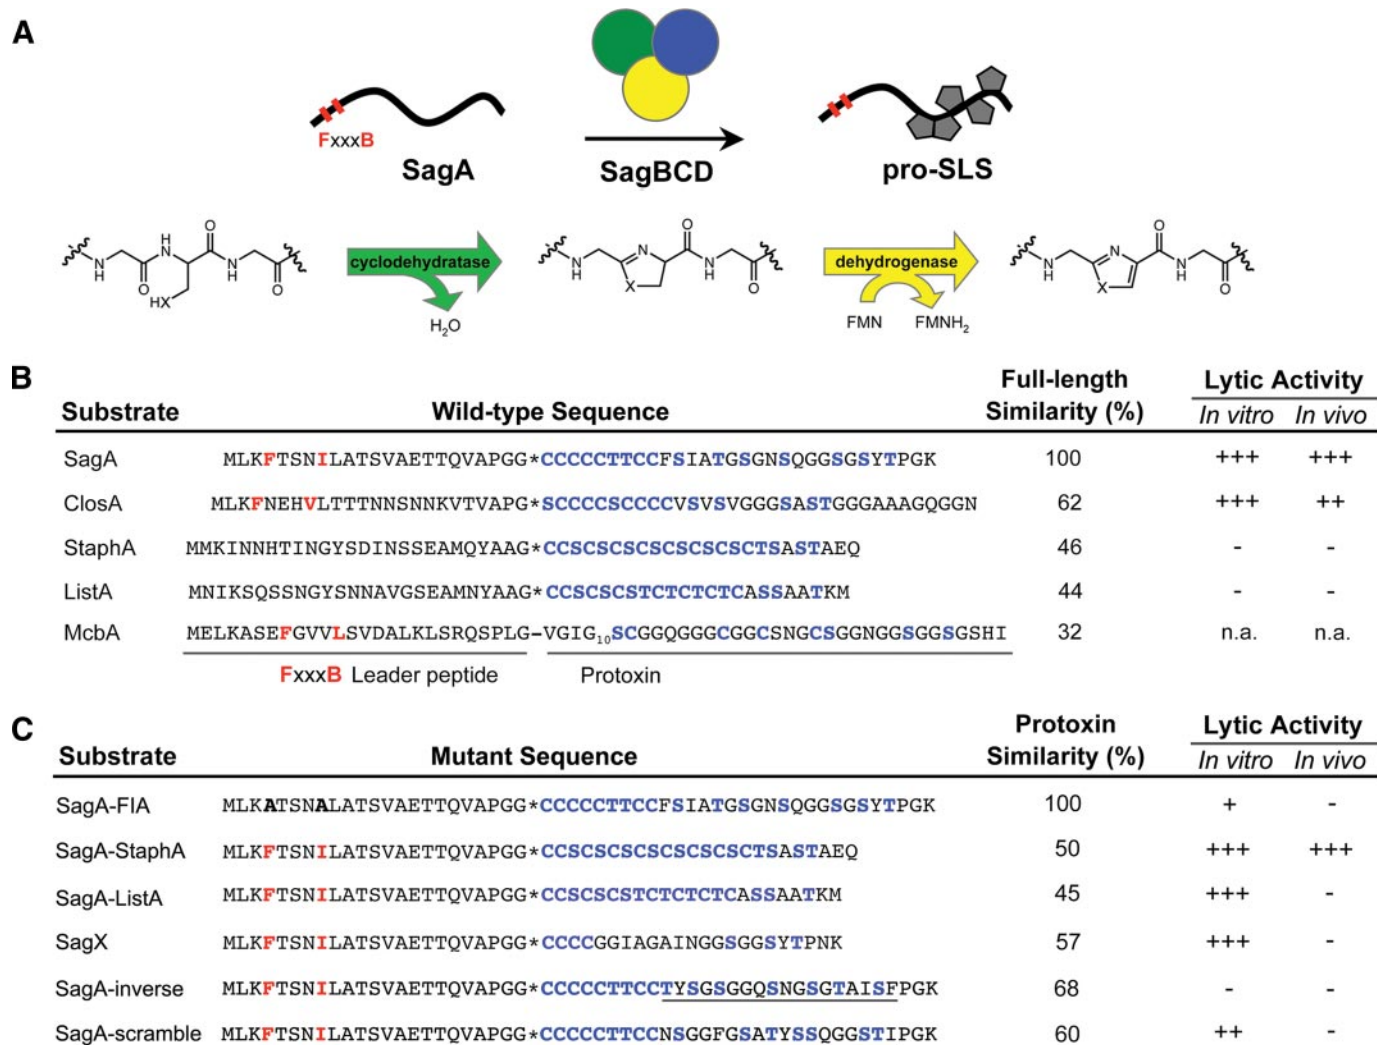 A
FxxxB
SagA
SagBCD
pro-SLS
N
H
O
H
N
HX
O
H
N
O
cyclodehydratase
H2O
N
H
N
X
O
N
H
O
dehydrogenase
FMN
FMNH2
N
H
N
X
O
N
H
O
B
Full-length Lytic Activity
Substrate Wild-type Sequence Similarity (%) In vitro In vivo
SagA MLKFTSNILATSVAETTQVAPGG*CCCCCTTCCFSIATGSGNSQGGSGSYTPGK 100 +++ +++
ClosA MLKFNEHVLTTTNNSNNKVTVAPG*SCCCCSCCCCVSVSVGGGSASTGGGAAAGQGGN 62 +++ ++
StaphA MMKINNHTINGYSDINSSEAMQYAAG*CCSCSCSCSCSCSCSCTSASTAEQ 46 - -
ListA MNIKSQSSNGYSNNAVGSEAMNYAAG*CCSCSCSTCTCTCTCASSAATKM 44 - -
McbA MELKASEFGVVLSVDALKLSRQSPLG-VGIG10SCGGQGGGCGGCSNGCSGGNGGSGGSGSHI 32 n.a. n.a.
FxxxB Leader peptide Protoxin
C
Protoxin Lytic Activity
Substrate Mutant Sequence Similarity (%) In vitro In vivo
SagA-FIA MLKATSNALATSVAETTQVAPGG*CCCCCTTCCFSIATGSGNSQGGSGSYTPGK 100 + -
SagA-StaphA MLKFTSNILATSVAETTQVAPGG*CCSCSCSCSCSCSCSCTSASTAEQ 50 +++ +++
SagA-ListA MLKFTSNILATSVAETTQVAPGG*CCSCSCSTCTCTCTCASSAATKM 45 +++ -
SagX MLKFTSNILATSVAETTQVAPGG*CCCCGGIAGAINGGSGGSYTPNK 57 +++ -
SagA-inverse MLKFTSNILATSVAETTQVAPGG*CCCCCTTCCTYSGSGGQSNGSGTAISFPGK 68 - -
SagA-scramble MLKFTSNILATSVAETTQVAPGG*CCCCCTTCCNSGGFGSATYSSQGGSTIPGK 60 ++ -